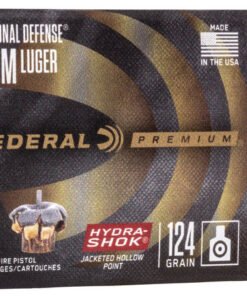 ONAL DEFENSE®
M LUGER
MADE
IN THE USA
FEDERAL PREMIUM
HYDRA-
SHOK®
JACKETED HOLLOW
POINT
124
GRAIN
IRE PISTOL
GES/CARTOUCHES